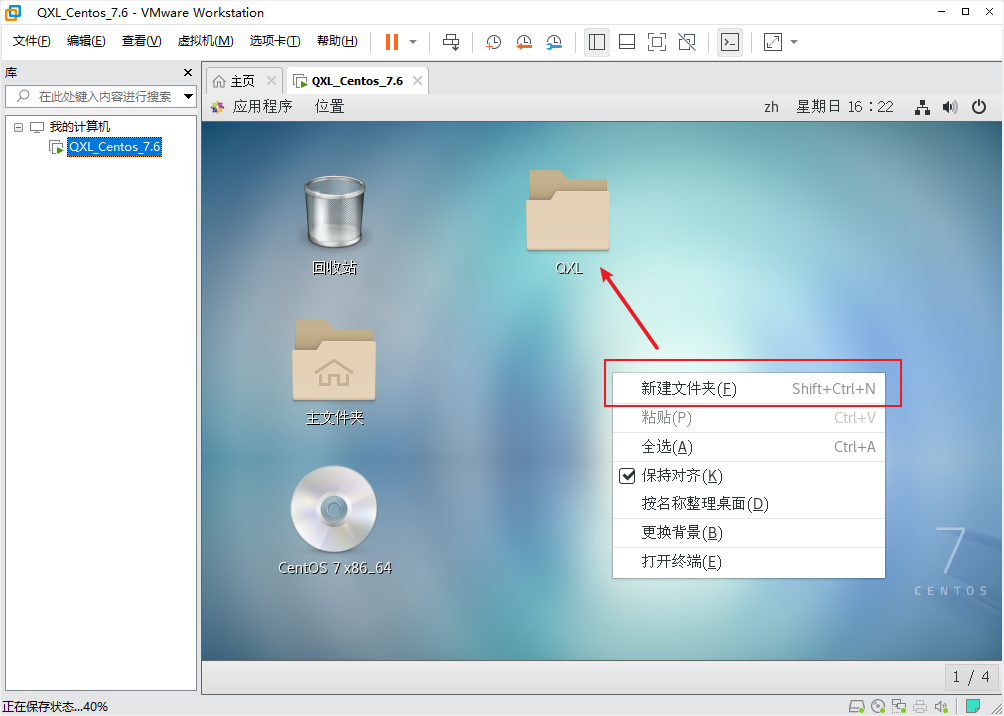 QXL_Centos_7.6 - VMware Workstation
文件(F) 编辑(E) 查看(V) 虚拟机(M) 选项卡(T) 帮助(H)
库
在此处键入内容进行搜索
我的计算机
QXL_Centos_7.6
主页 QXL_Centos_7.6
应用程序 位置 zh 星期日 16：22
回收站
QXL
主文件夹
CentOS 7 x86_64
新建文件夹(F) Shift+Ctrl+N
粘贴(P) Ctrl+V
全选(A) Ctrl+A
保持对齐(K)
按名称整理桌面(D)
更换背景(B)
打开终端(E)
7
CENTOS
1 / 4
正在保存状态...40%